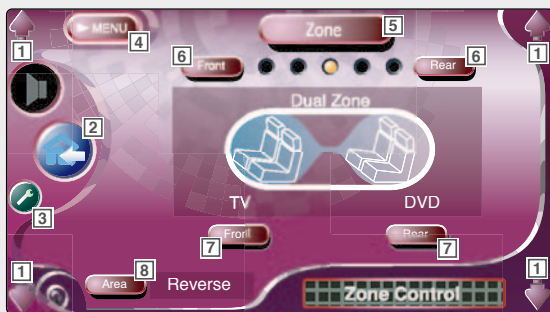 1 ► MENU 4 Zone 5 1
6 Front Rear 6
Dual Zone
2
3
TV DVD
Front 7 Rear 7
1 1
Area 8 Reverse
Zone Control